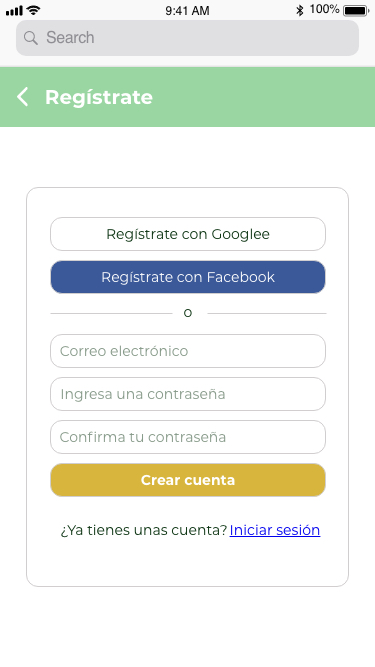 9:41 AM
100%
Search
Regístrate
Regístrate con Googlee
Regístrate con Facebook
o
Correo electrónico
Ingresa una contraseña
Confirma tu contraseña
Crear cuenta
¿Ya tienes unas cuenta? Iniciar sesión